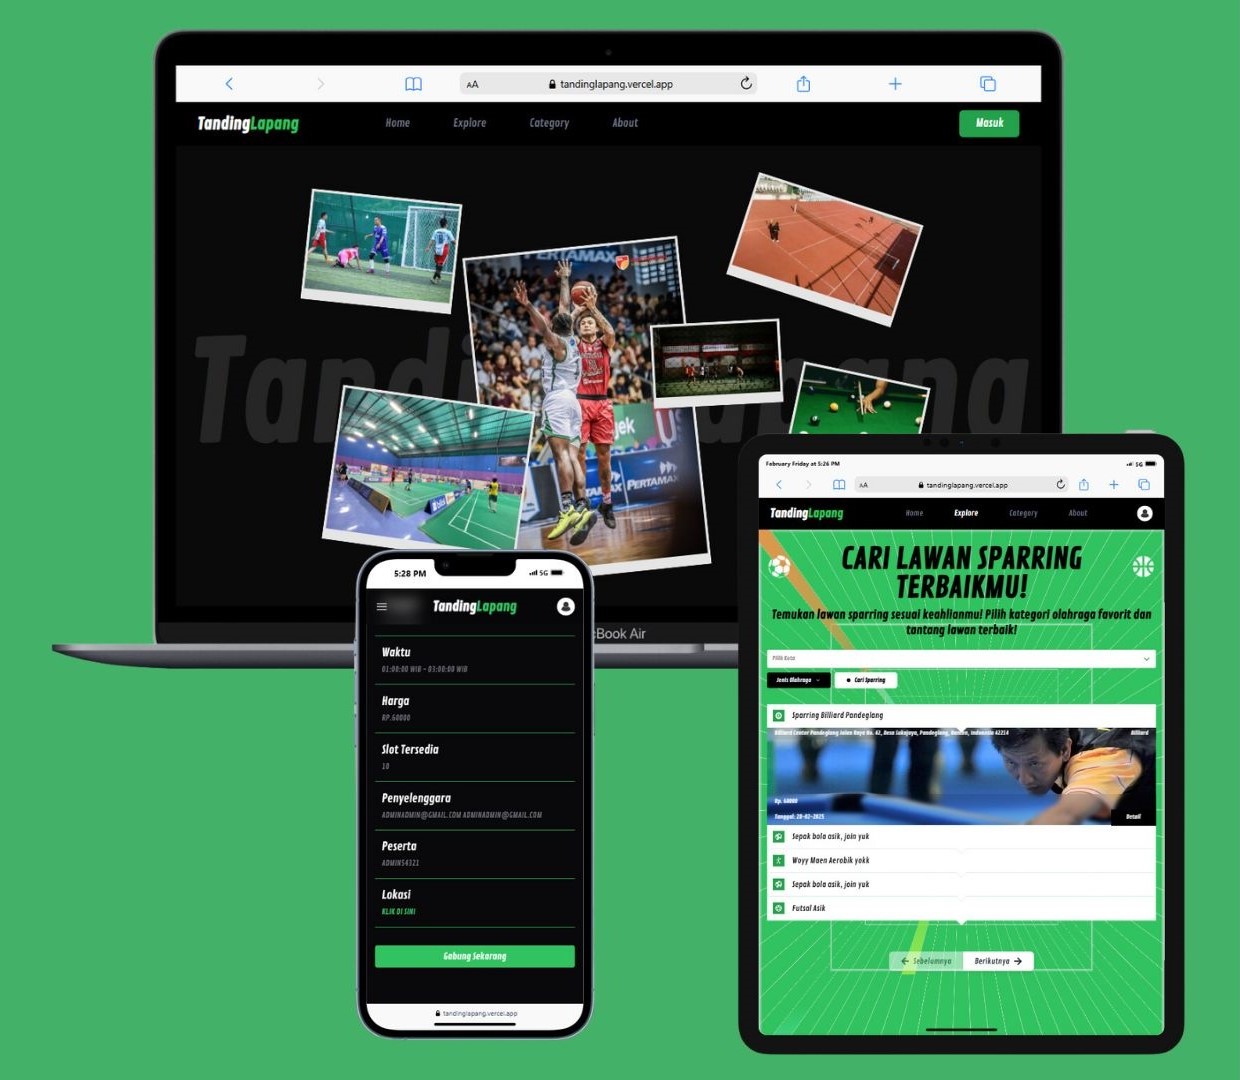 AA tandinglapang.vercel.app
TandingLapang Home Explore Category About Masuk
PERTAMAX
jek
PERTAMAX
Book Air
5:28 PM 5G
TandingLapang
Waktu
01:00:00 WIB - 03:00:00 WIB
Harga
RP.60000
Slot Tersedia
10
Penyelenggara
ADMINADMIN@GMAIL.COM ADMINADMIN@GMAIL.COM
Peserta
ADMIN54321
Lokasi
KLIK DI SINI
Gabung Sekarang
tandinglapang.vercel.app
February Friday at 5:26 PM 5G
AA tandinglapang.vercel.app
TandingLapang Home Explore Category About
CARI LAWAN SPARRING
TERBAIKMU!
Temukan lawan sparring sesuai keahlianmu! Pilih kategori olahraga favorit dan
tantang lawan terbaik!
Pilih Kota
Jenis Olahraga Cari Sparring
Sparring Billiard Pandeglang
Billiard Center Pandeglang Jalan Raya No. 42, Desa Sukajaya, Pandeglang, Banten, Indonesia 42214 Billiard
Rp. 60000
Tanggal: 20-02-2025 Detail
Sepak bola asik, join yuk
Woyy Maen Aerobik yokk
Sepak bola asik, join yuk
Futsal Asik
Sebelumnya Berikutnya